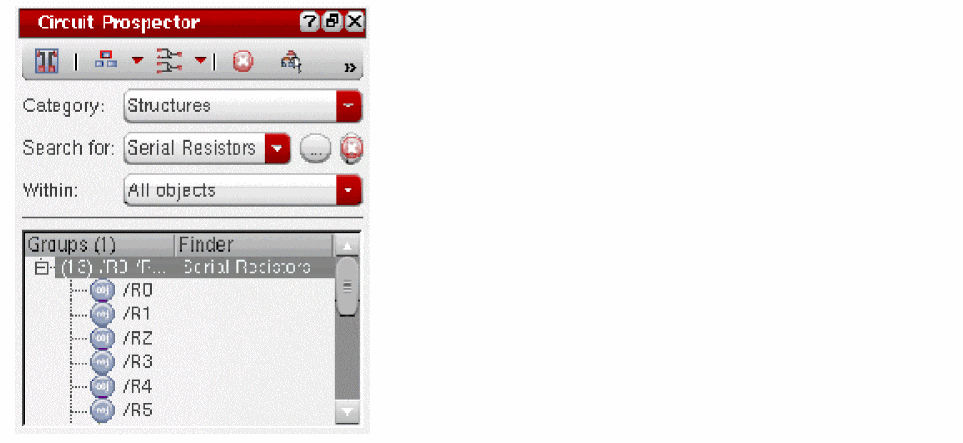 Circuit Prospector
Category: Structures
Search for: Serial Resistors ...
Within: All objects
Groups (1) Finder
/R0 /R... Serial Resistors
/R0
/R1
/R2
/R3
/R4
/R5